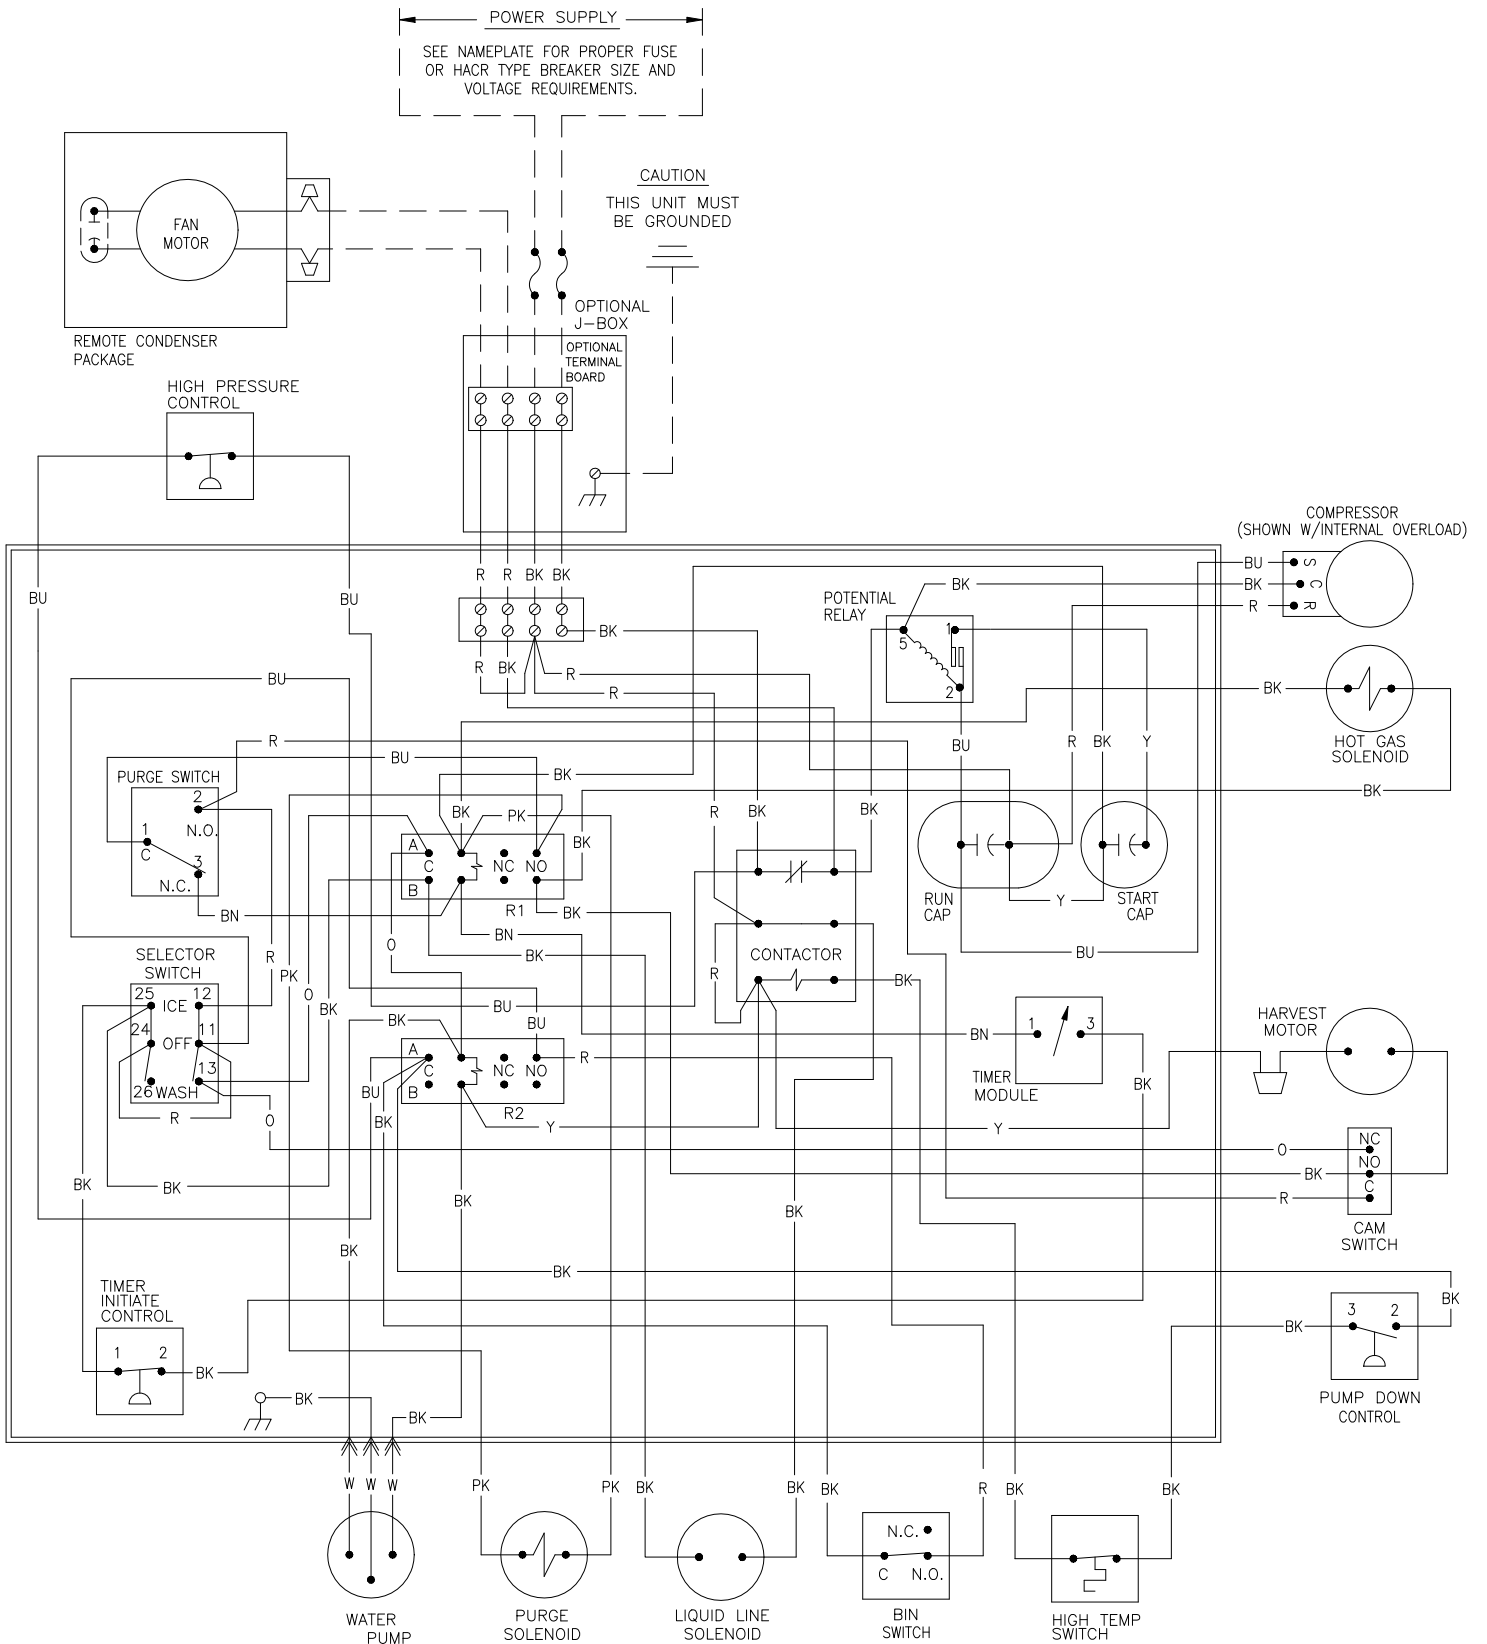 POWER SUPPLY
SEE NAMEPLATE FOR PROPER FUSE
OR HACR TYPE BREAKER SIZE AND
VOLTAGE REQUIREMENTS.
CAUTION
THIS UNIT MUST
BE GROUNDED
FAN
MOTOR
REMOTE CONDENSER
PACKAGE
OPTIONAL
J-BOX
OPTIONAL
TERMINAL
BOARD
HIGH PRESSURE
CONTROL
COMPRESSOR
(SHOWN W/INTERNAL OVERLOAD)
S
C
R
BU
BK
R
R R BK BK
BU
BU
POTENTIAL
RELAY
BK
5
1
2
BK
R BK
R
R
BU
BK
HOT GAS
SOLENOID
BK
R
BU
BK
BU
R BK Y
PURGE SWITCH
2
N.O.
1
C
3
N.C.
BN
BK PK
R
BK
BK
BK
A
C
B
NC NO
R1
BK
BN
BK
RUN
CAP
Y
START
CAP
BU
SELECTOR
SWITCH
25 12
ICE
24 11
OFF
13
26 WASH
R
PK
O
BK
O
R
O
CONTACTOR
R
BK
BU
BK
BU
A
C
B
NC NO
R2
R
BU
BK
Y
BN
1 3
TIMER
MODULE
BK
HARVEST
MOTOR
Y
O
BK
R
NC
NO
C
CAM
SWITCH
BK
BK
BK
BK
BK
BK
TIMER
INITIATE
CONTROL
1 2
BK
BK
BK
BK
BK
3 2
PUMP DOWN
CONTROL
W W W
PK
PK
BK
BK
BK
R
BK
BK
WATER
PUMP
PURGE
SOLENOID
LIQUID LINE
SOLENOID
N.C.
C N.O.
BIN
SWITCH
HIGH TEMP
SWITCH